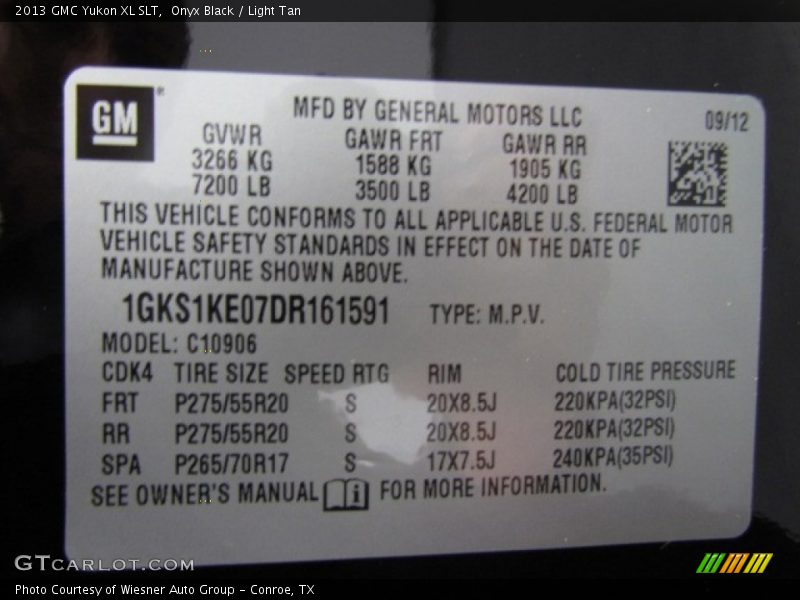 2013 GMC Yukon XL SLT,  Onyx Black / Light Tan
GM
®
MFD BY GENERAL MOTORS LLC
09/12
GVWR GAWR FRT GAWR RR
3266 KG 1588 KG 1905 KG
7200 LB 3500 LB 4200 LB
THIS VEHICLE CONFORMS TO ALL APPLICABLE U.S. FEDERAL MOTOR
VEHICLE SAFETY STANDARDS IN EFFECT ON THE DATE OF
MANUFACTURE SHOWN ABOVE.
1GKS1KE07DR161591 TYPE: M.P.V.
MODEL: C10906
CDK4 TIRE SIZE SPEED RTG RIM COLD TIRE PRESSURE
FRT P275/55R20 S 20X8.5J 220KPA(32PSI)
RR P275/55R20 S 20X8.5J 220KPA(32PSI)
SPA P265/70R17 S 17X7.5J 240KPA(35PSI)
SEE OWNER'S MANUAL i FOR MORE INFORMATION.
GTCARLOT.COM
Photo Courtesy of Wiesner Auto Group - Conroe, TX